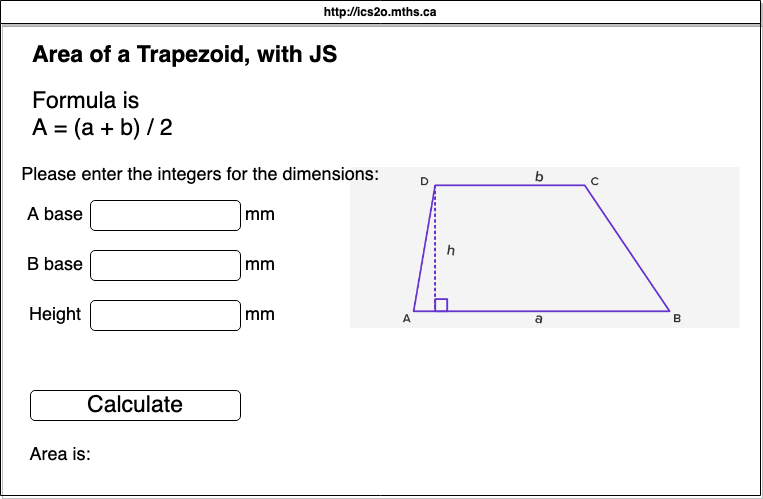 http://ics2o.mths.ca
Area of a Trapezoid, with JS
Formula is
A = (a + b) / 2
Please enter the integers for the dimensions:
A base mm
B base mm
Height mm
D b C
h
A a B
Calculate
Area is: